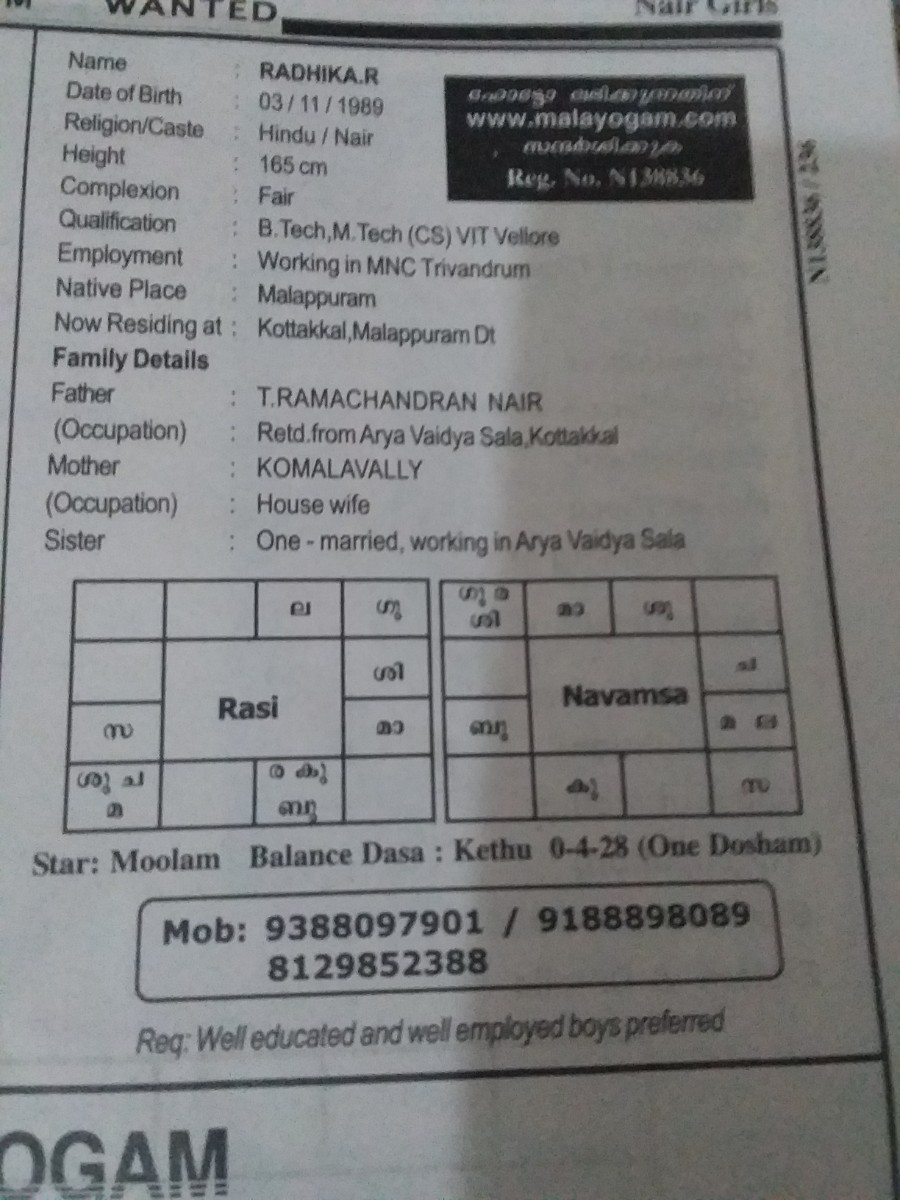 WANTED
Nair Girls
Name : RADHIKA.R
Date of Birth : 03 / 11 / 1989
Religion/Caste : Hindu / Nair
Height : 165 cm
Complexion : Fair
Qualification : B.Tech,M.Tech (CS) VIT Vellore
Employment : Working in MNC Trivandrum
Native Place : Malappuram
Now Residing at : Kottakkal,Malappuram Dt
ഫോട്ടോ ലഭിക്കുന്നതിന്
www.malayogam.com
സന്ദർശിക്കുക
Reg. No. N138836
N138836 / 236
Family Details
Father : T.RAMACHANDRAN NAIR
(Occupation) : Retd.from Arya Vaidya Sala,Kottakkal
Mother : KOMALAVALLY
(Occupation) : House wife
Sister : One - married, working in Arya Vaidya Sala
ല ഗു
ശി
Rasi
സ മാ
ശു ച ര കു
മ ബു
ഗു ര മാ ശു
ശി
ച
Navamsa
ബു മ ല
കു സ
Star: Moolam Balance Dasa : Kethu 0-4-28 (One Dosham)
Mob: 9388097901 / 9188898089
8129852388
Req: Well educated and well employed boys preferred
OGAM